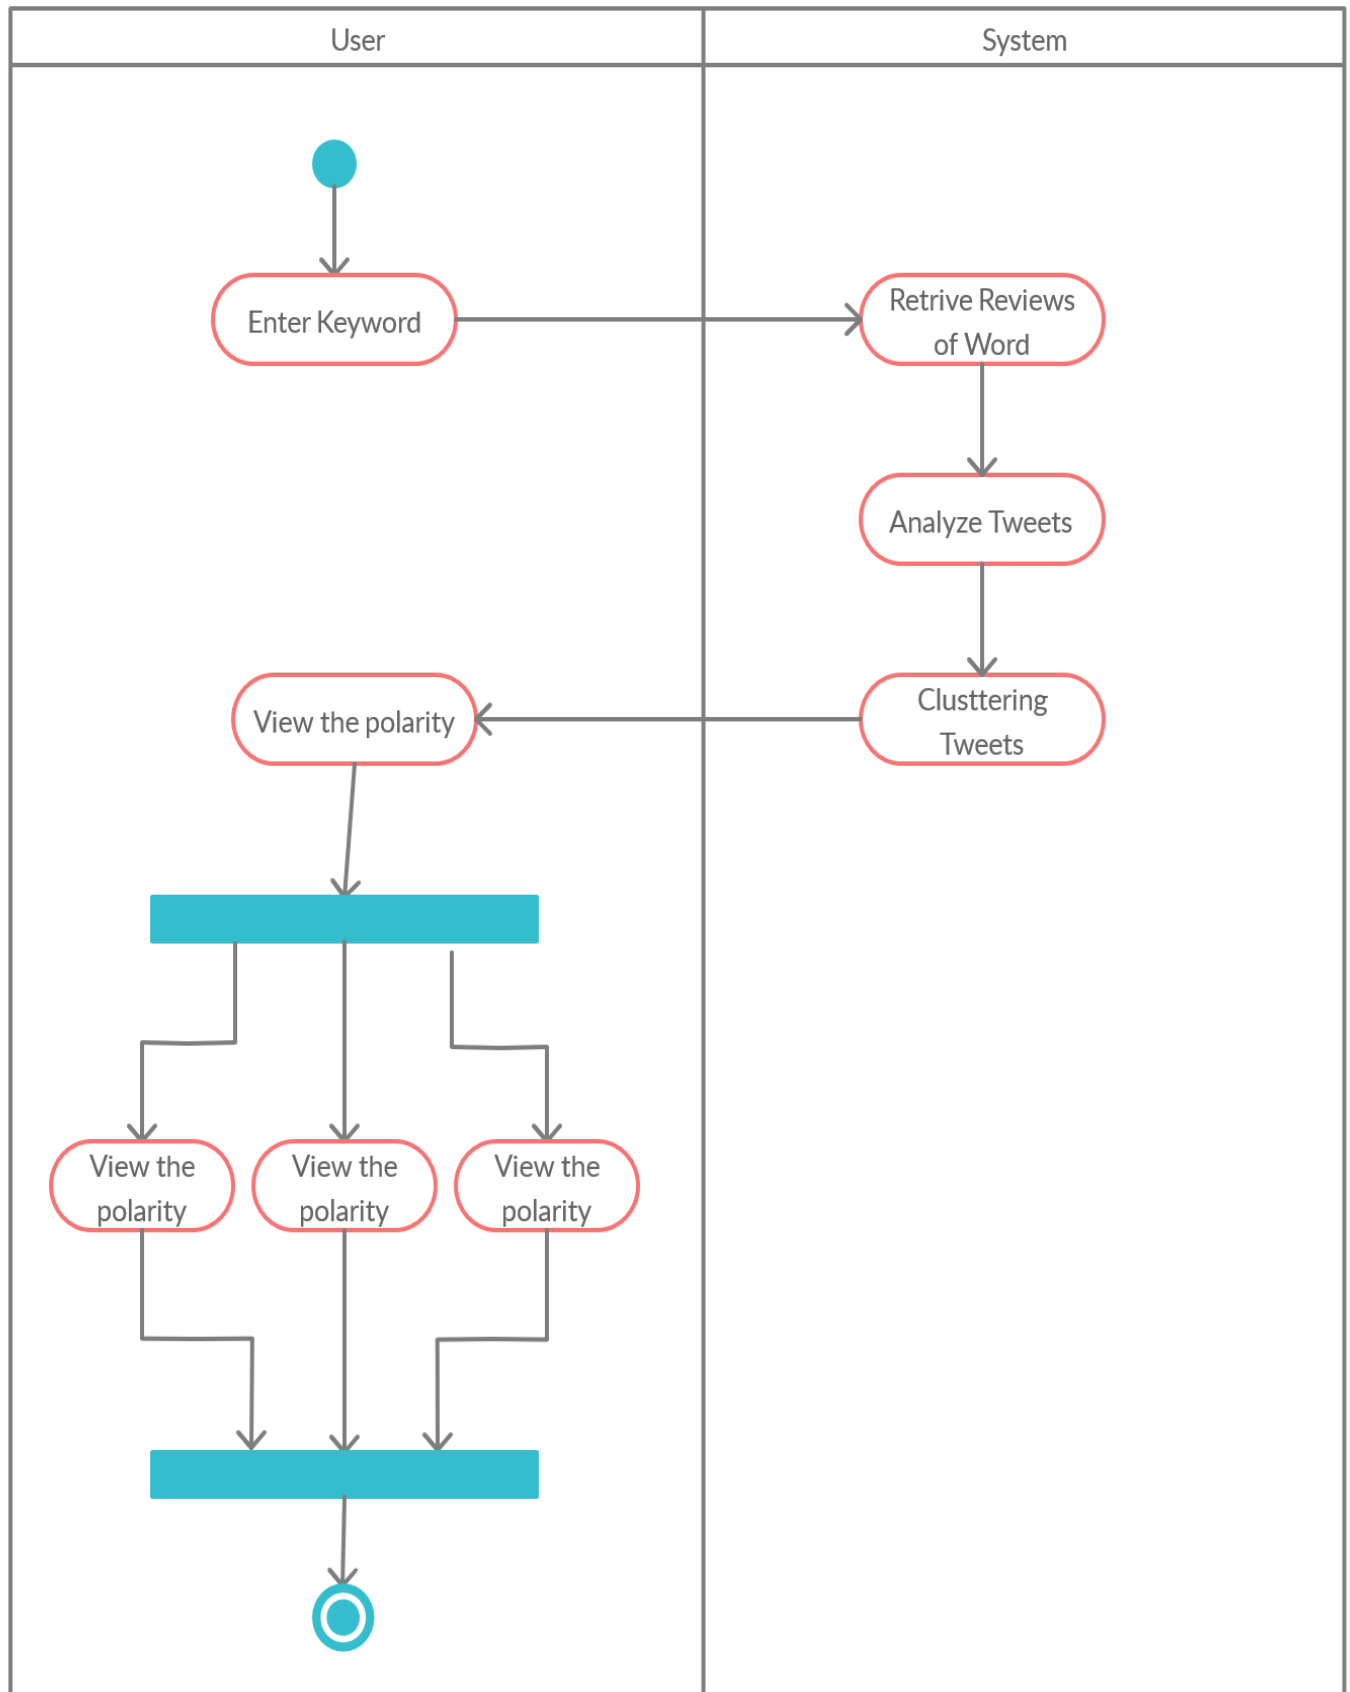 User
System
Enter Keyword
Retrive Reviews
of Word
Analyze Tweets
Clusttering
Tweets
View the polarity
View the
polarity
View the
polarity
View the
polarity